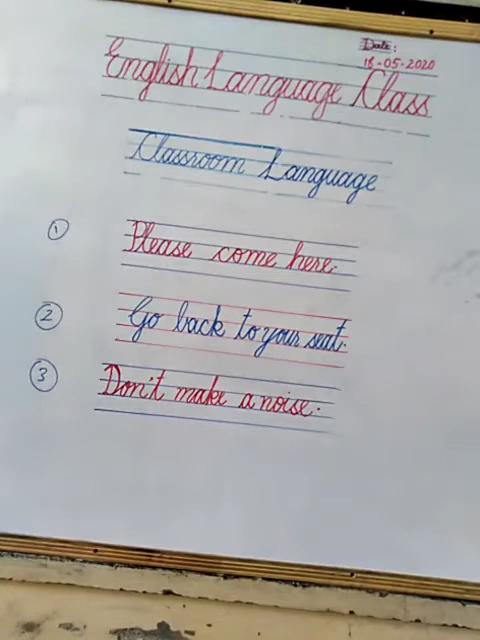 Date:
18-05-2020
English Language Class
Classroom Language
1 Please come here.
2 Go back to your seat.
3 Don't make a noise.